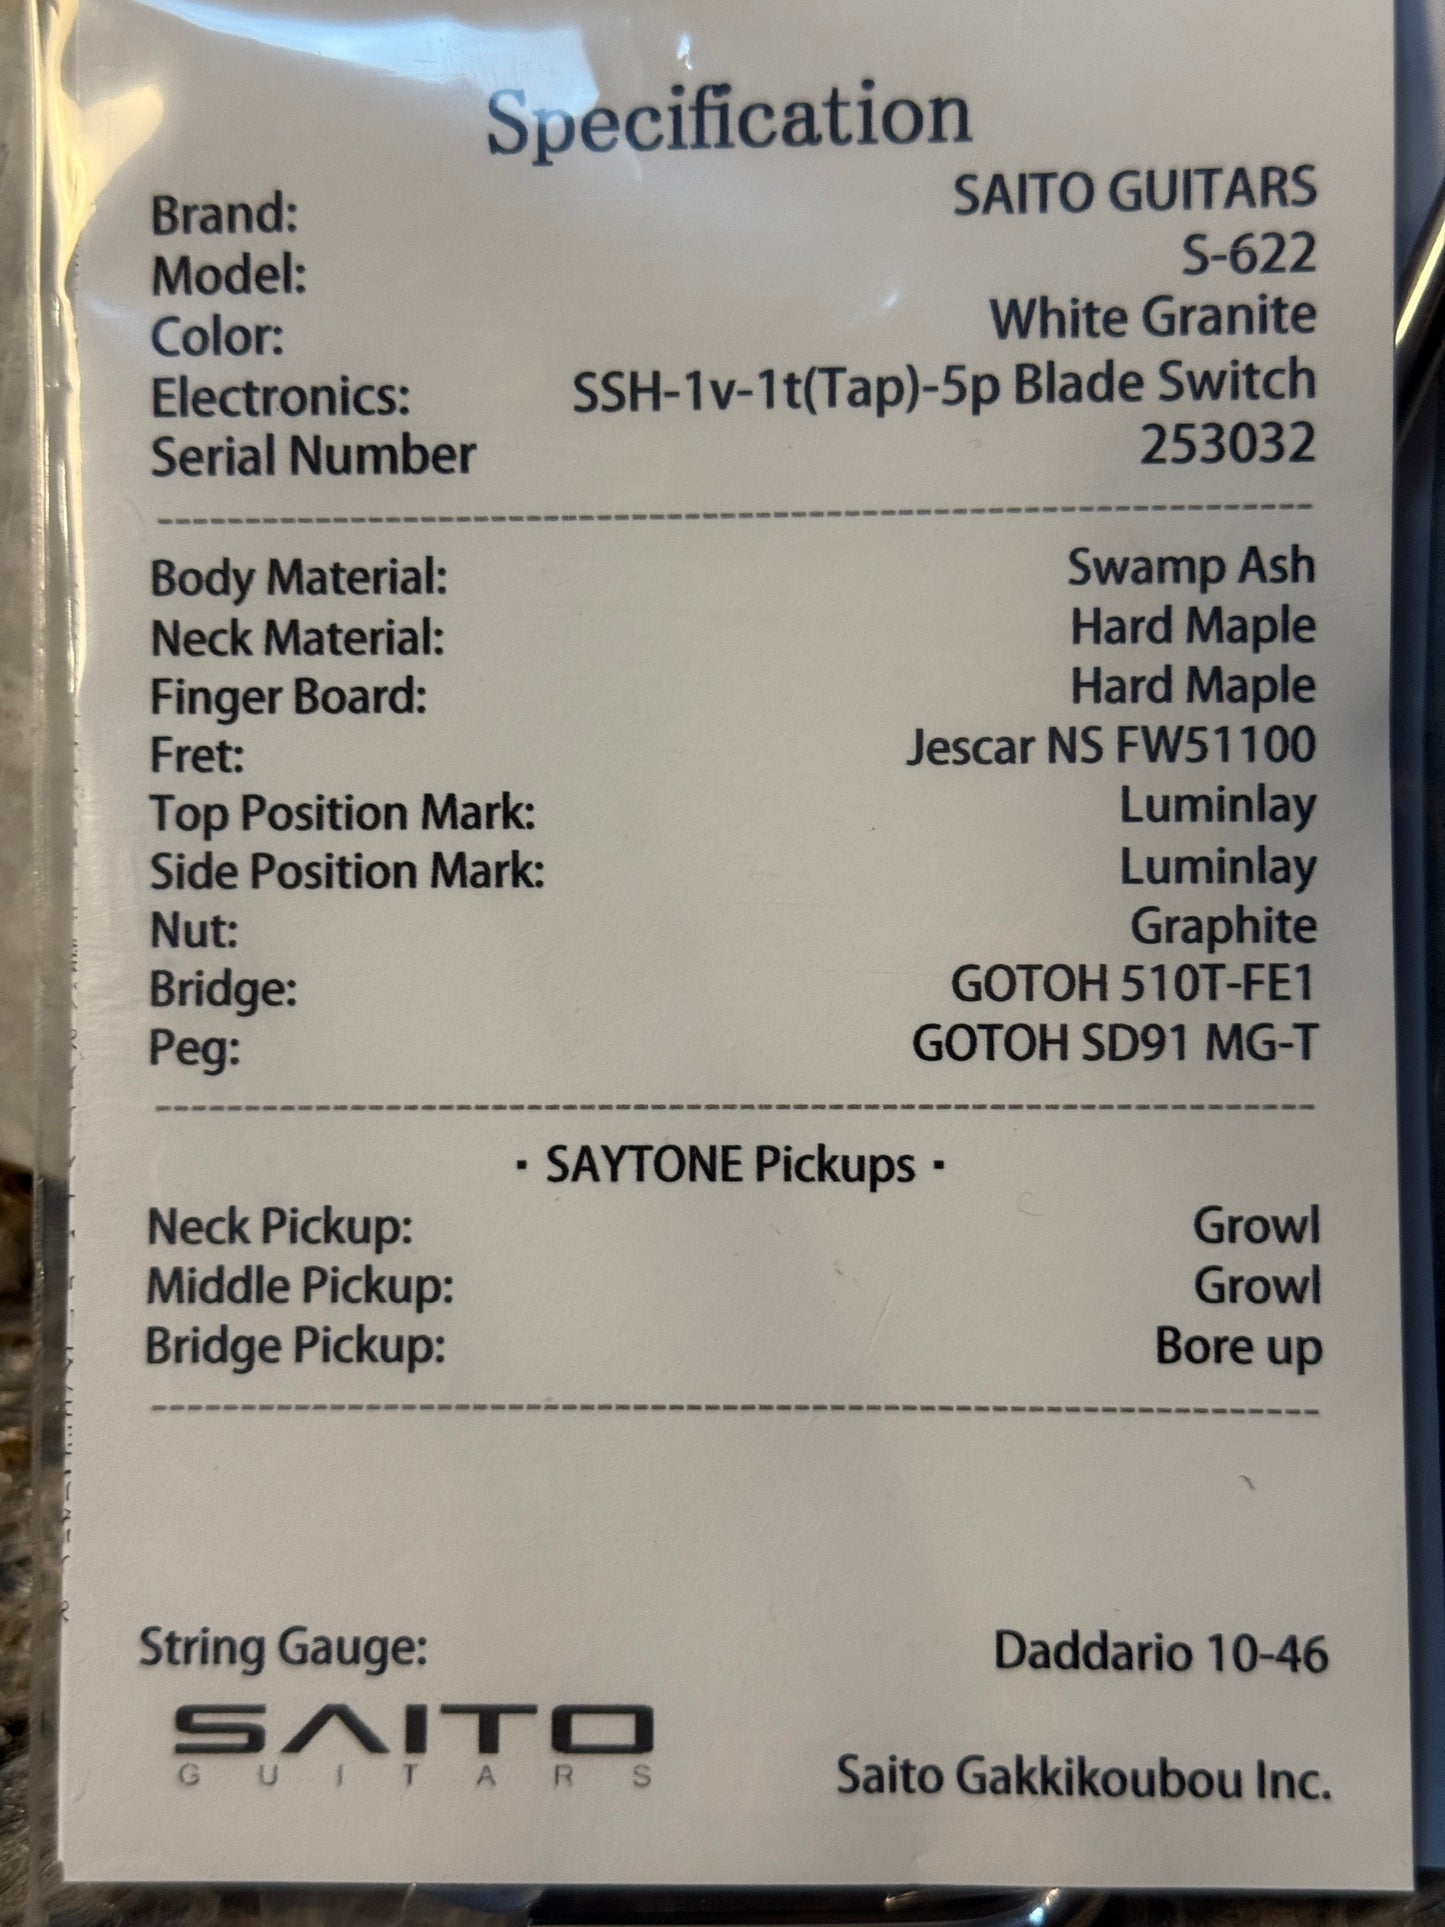 Specification
Brand: SAITO GUITARS
Model: S-622
Color: White Granite
Electronics: SSH-1v-1t(Tap)-5p Blade Switch
Serial Number 253032
Body Material: Swamp Ash
Neck Material: Hard Maple
Finger Board: Hard Maple
Fret: Jescar NS FW51100
Top Position Mark: Luminlay
Side Position Mark: Luminlay
Nut: Graphite
Bridge: GOTOH 510T-FE1
Peg: GOTOH SD91 MG-T
· SAYTONE Pickups ·
Neck Pickup: Growl
Middle Pickup: Growl
Bridge Pickup: Bore up
String Gauge: Daddario 10-46
SAITO
GUITARS
Saito Gakkikoubou Inc.